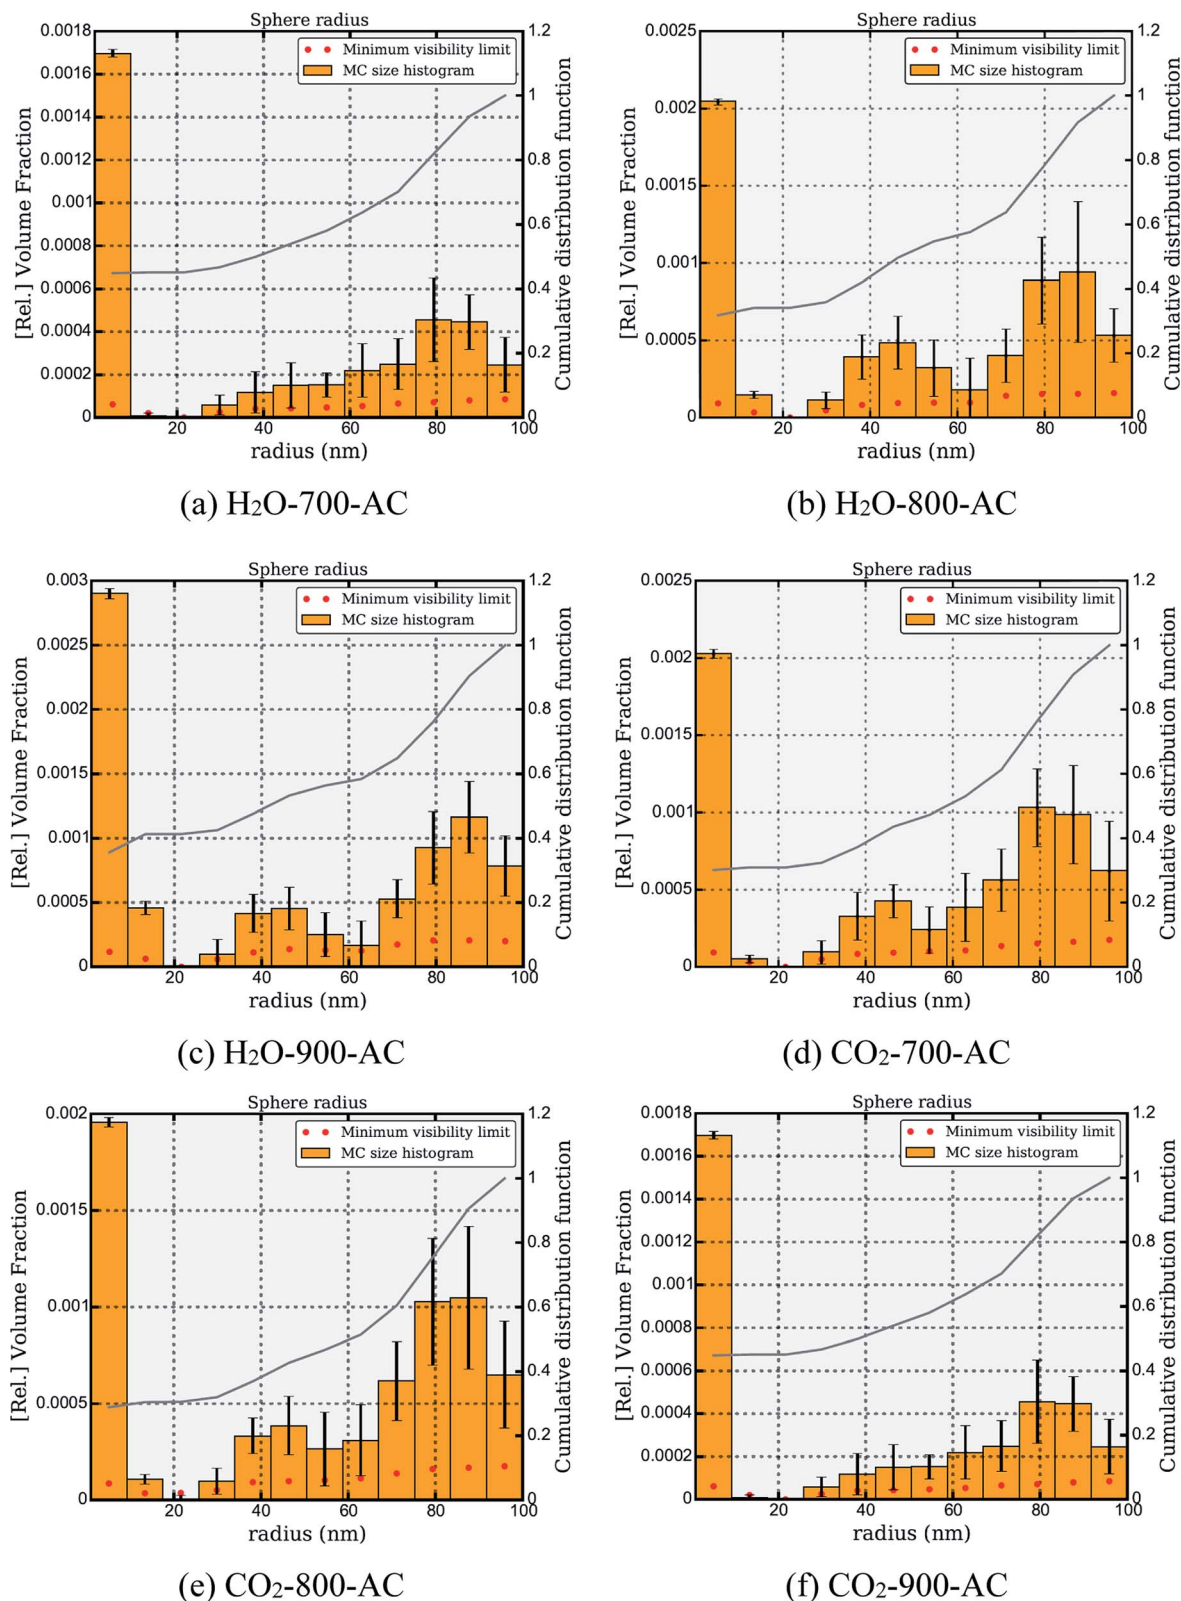 Sphere radius
0.0018
0.0016
0.0014
0.0012
0.001
0.0008
0.0006
0.0004
0.0002
0
[Rel.] Volume Fraction
Minimum visibility limit
MC size histogram
1.2
1
0.8
0.6
0.4
0.2
0
Cumulative distribution function
20 40 60 80 100
radius (nm)
(a) H₂O-700-AC
Sphere radius
0.0025
0.002
0.0015
0.001
0.0005
0
[Rel.] Volume Fraction
Minimum visibility limit
MC size histogram
1.2
1
0.8
0.6
0.4
0.2
0
Cumulative distribution function
20 40 60 80 100
radius (nm)
(b) H₂O-800-AC
Sphere radius
0.003
0.0025
0.002
0.0015
0.001
0.0005
0
[Rel.] Volume Fraction
Minimum visibility limit
MC size histogram
1.2
1
0.8
0.6
0.4
0.2
0
Cumulative distribution function
20 40 60 80 100
radius (nm)
(c) H₂O-900-AC
Sphere radius
0.0025
0.002
0.0015
0.001
0.0005
0
[Rel.] Volume Fraction
Minimum visibility limit
MC size histogram
1.2
1
0.8
0.6
0.4
0.2
0
Cumulative distribution function
20 40 60 80 100
radius (nm)
(d) CO₂-700-AC
Sphere radius
0.002
0.0015
0.001
0.0005
0
[Rel.] Volume Fraction
Minimum visibility limit
MC size histogram
1.2
1
0.8
0.6
0.4
0.2
0
Cumulative distribution function
20 40 60 80 100
radius (nm)
(e) CO₂-800-AC
Sphere radius
0.0018
0.0016
0.0014
0.0012
0.001
0.0008
0.0006
0.0004
0.0002
0
[Rel.] Volume Fraction
Minimum visibility limit
MC size histogram
1.2
1
0.8
0.6
0.4
0.2
0
Cumulative distribution function
20 40 60 80 100
radius (nm)
(f) CO₂-900-AC